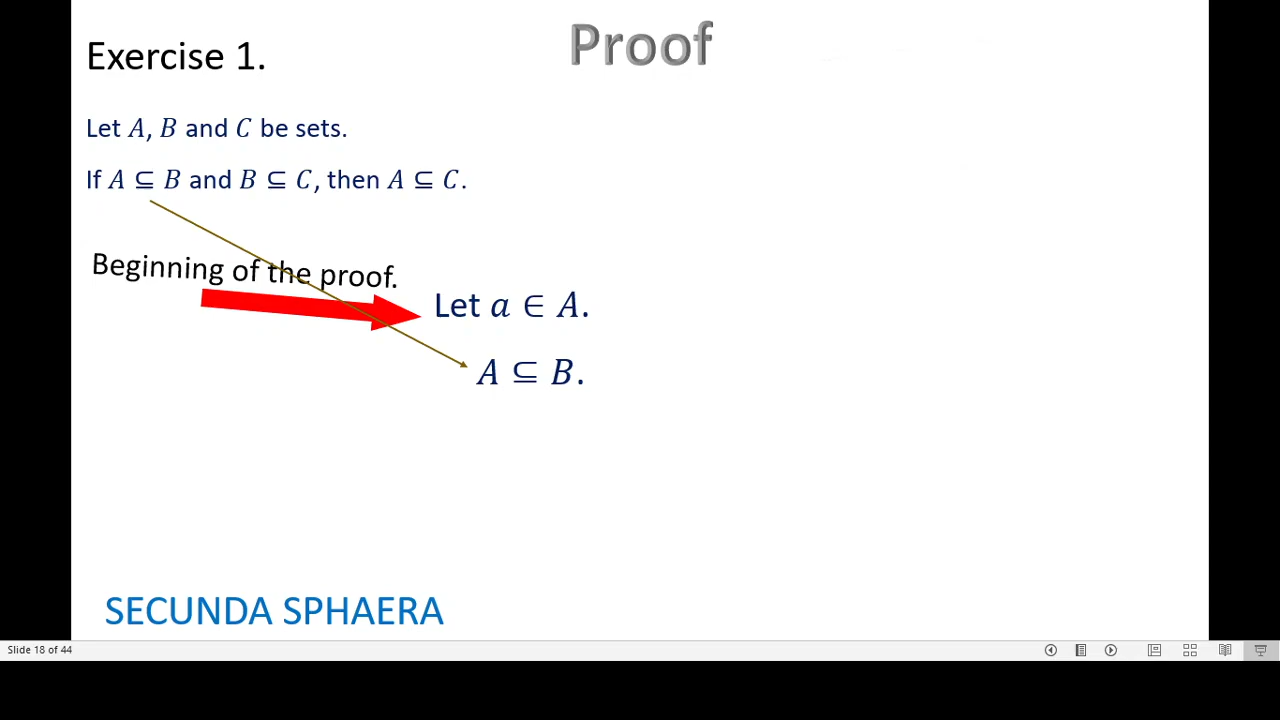 Proof
Exercise 1.
Let A, B and C be sets.
If A ⊆ B and B ⊆ C, then A ⊆ C.
Beginning of the proof.
Let a ∈ A.
A ⊆ B.
SECUNDA SPHAERA
Slide 18 of 44